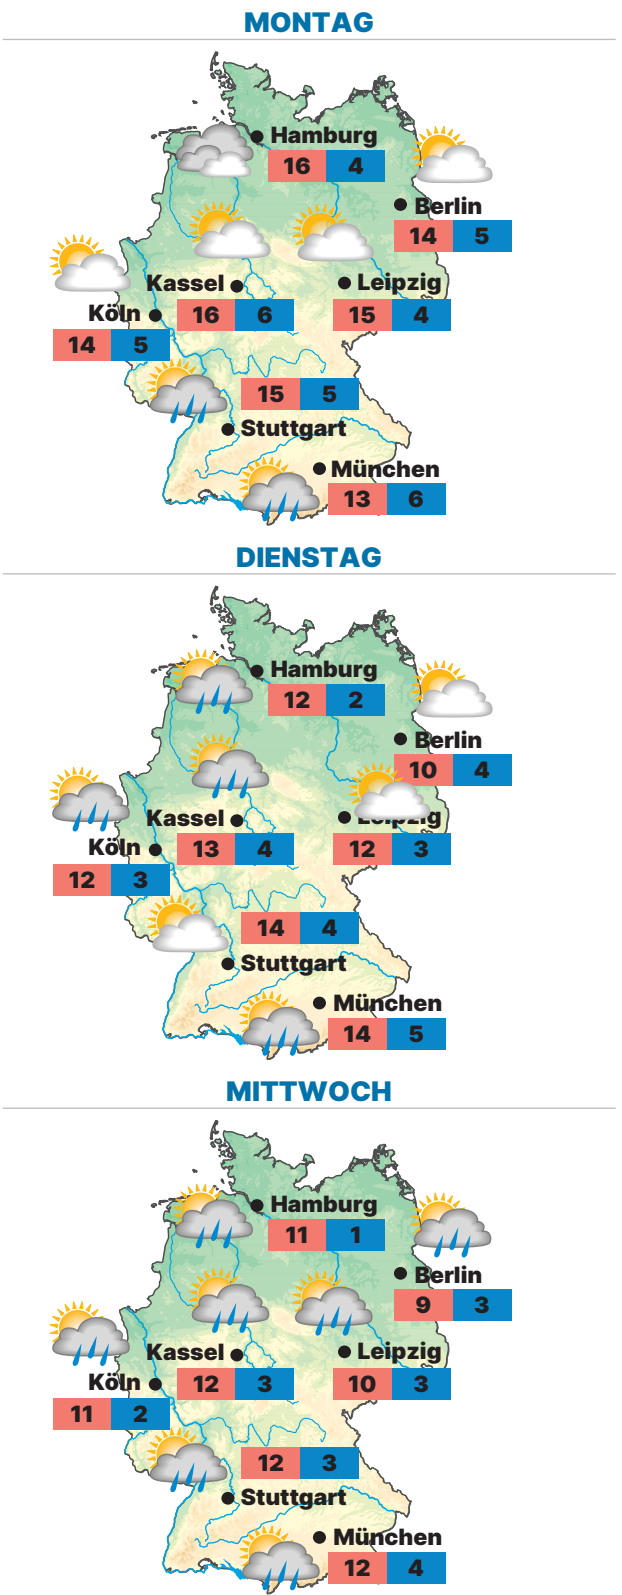 MONTAG
Hamburg
16 4
Berlin
14 5
Kassel
16 6
Leipzig
15 4
Köln
14 5
15 5
Stuttgart
München
13 6
DIENSTAG
Hamburg
12 2
Berlin
10 4
Kassel
13 4
Leipzig
12 3
Köln
12 3
14 4
Stuttgart
München
14 5
MITTWOCH
Hamburg
11 1
Berlin
9 3
Kassel
12 3
Leipzig
10 3
Köln
11 2
12 3
Stuttgart
München
12 4